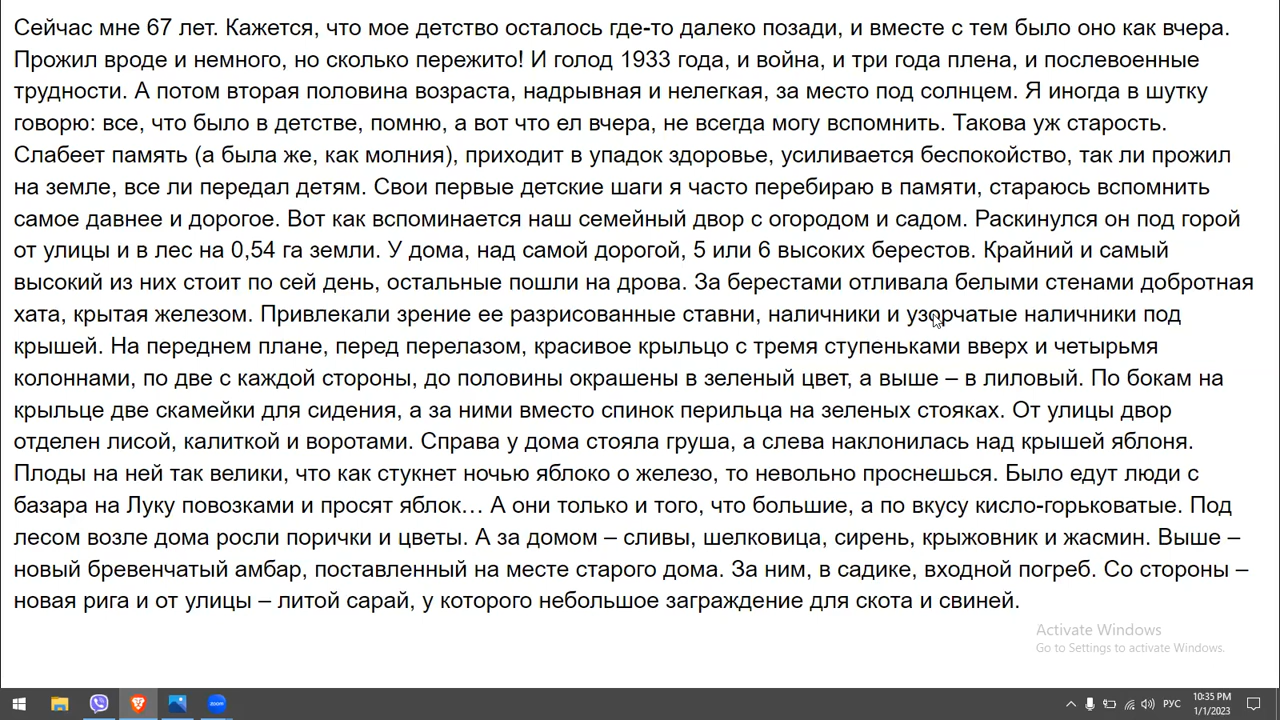 Сейчас мне 67 лет. Кажется, что мое детство осталось где-то далеко позади, и вместе с тем было оно как вчера.
Прожил вроде и немного, но сколько пережито! И голод 1933 года, и война, и три года плена, и послевоенные
трудности. А потом вторая половина возраста, надрывная и нелегкая, за место под солнцем. Я иногда в шутку
говорю: все, что было в детстве, помню, а вот что ел вчера, не всегда могу вспомнить. Такова уж старость.
Слабеет память (а была же, как молния), приходит в упадок здоровье, усиливается беспокойство, так ли прожил
на земле, все ли передал детям. Свои первые детские шаги я часто перебираю в памяти, стараюсь вспомнить
самое давнее и дорогое. Вот как вспоминается наш семейный двор с огородом и садом. Раскинулся он под горой
от улицы и в лес на 0,54 га земли. У дома, над самой дорогой, 5 или 6 высоких берестов. Крайний и самый
высокий из них стоит по сей день, остальные пошли на дрова. За берестами отливала белыми стенами добротная
хата, крытая железом. Привлекали зрение ее разрисованные ставни, наличники и узорчатые наличники под
крышей. На переднем плане, перед перелазом, красивое крыльцо с тремя ступеньками вверх и четырьмя
колоннами, по две с каждой стороны, до половины окрашены в зеленый цвет, а выше – в лиловый. По бокам на
крыльце две скамейки для сидения, а за ними вместо спинок перильца на зеленых стояках. От улицы двор
отделен лисой, калиткой и воротами. Справа у дома стояла груша, а слева наклонилась над крышей яблоня.
Плоды на ней так велики, что как стукнет ночью яблоко о железо, то невольно проснешься. Было едут люди с
базара на Луку повозками и просят яблок… А они только и того, что большие, а по вкусу кисло-горьковатые. Под
лесом возле дома росли порички и цветы. А за домом – сливы, шелковица, сирень, крыжовник и жасмин. Выше –
новый бревенчатый амбар, поставленный на месте старого дома. За ним, в садике, входной погреб. Со стороны –
новая рига и от улицы – литой сарай, у которого небольшое заграждение для скота и свиней.
Activate Windows
Go to Settings to activate Windows.
zoom
РУС
10:35 PM
1/1/2023